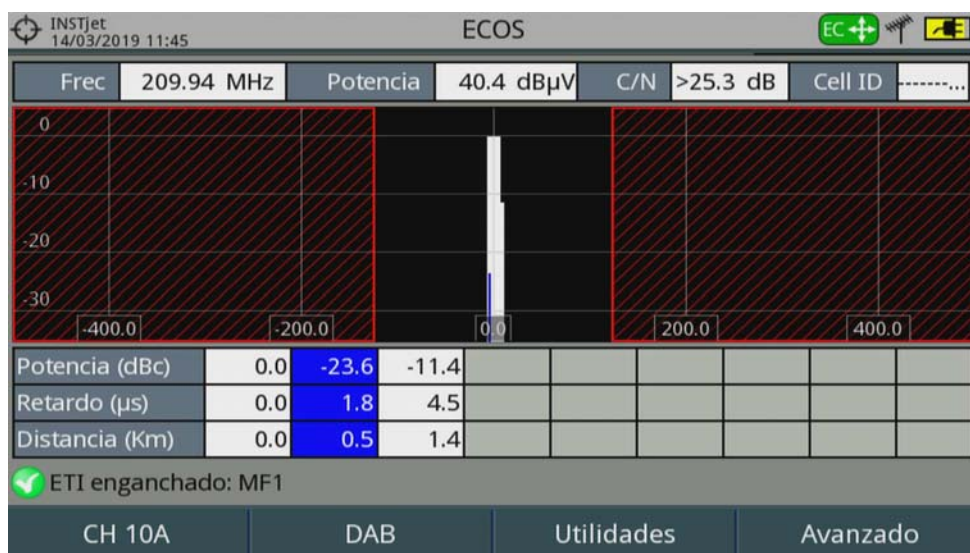 INSTjet
14/03/2019 11:45
ECOS
EC
Frec 209.94 MHz Potencia 40.4 dBµV C/N >25.3 dB Cell ID -------...
0
-10
-20
-30
-400.0 -200.0 0.0 200.0 400.0
Potencia (dBc) 0.0 -23.6 -11.4
Retardo (µs) 0.0 1.8 4.5
Distancia (Km) 0.0 0.5 1.4
ETI enganchado: MF1
CH 10A DAB Utilidades Avanzado